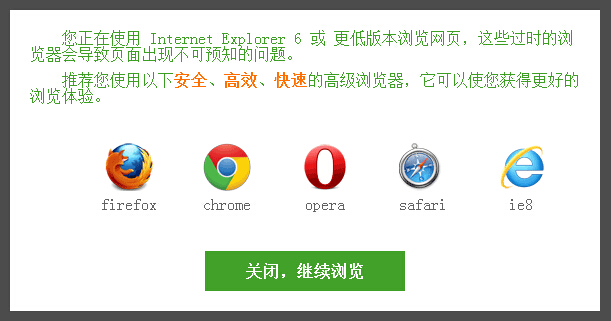 您正在使用 Internet Explorer 6 或 更低版本浏览网页，这些过时的浏
览器会导致页面出现不可预知的问题。
推荐您使用以下安全、高效、快速的高级浏览器，它可以使您获得更好的
浏览体验。
firefox chrome opera safari ie8
关闭，继续浏览